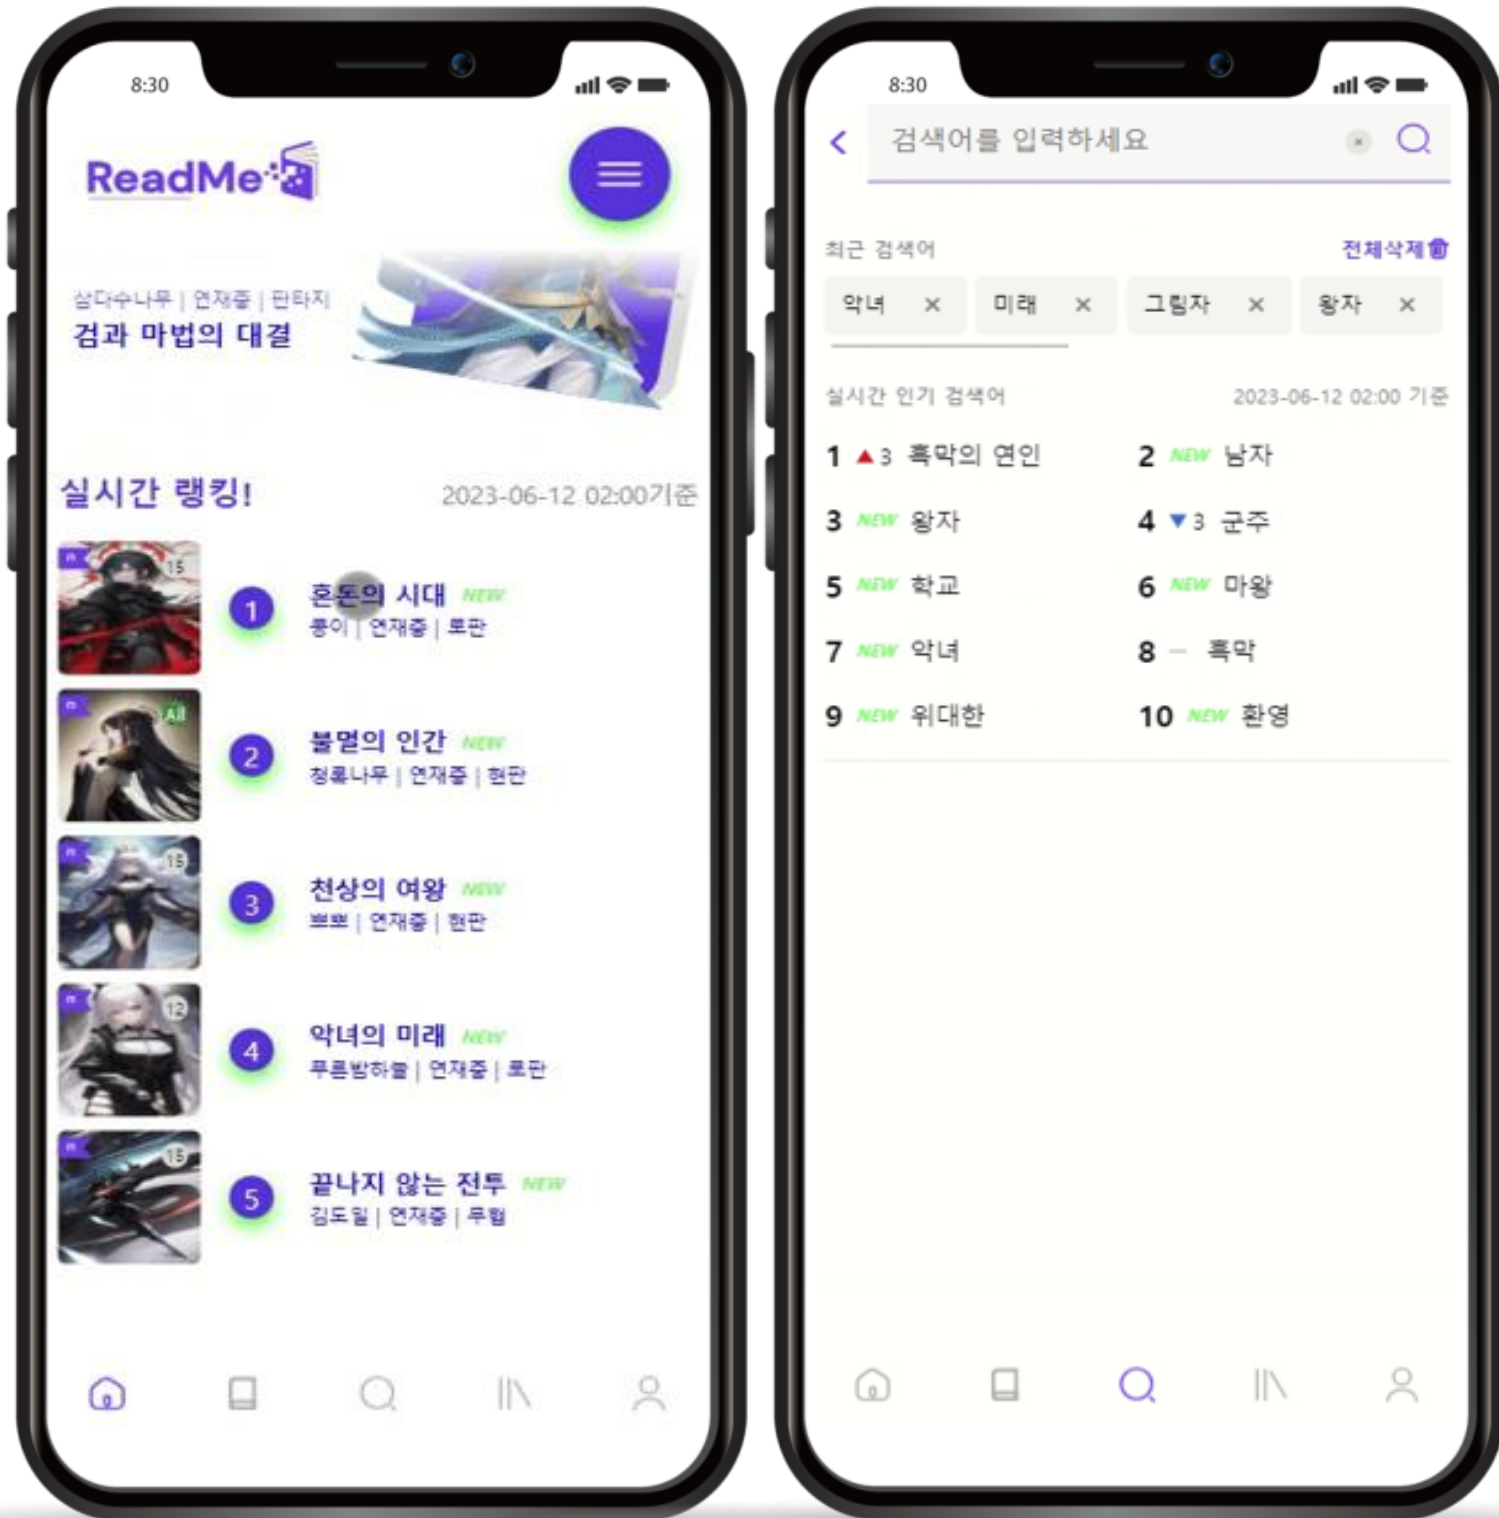 8:30
ReadMe
삼다수나무 | 연재중 | 판타지
검과 마법의 대결
실시간 랭킹!
2023-06-12 02:00기준
15
1
혼돈의 시대 NEW
콩이 | 연재중 | 로판
All
2
불멸의 인간 NEW
청록나무 | 연재중 | 현판
15
3
천상의 여왕 NEW
뽀뽀 | 연재중 | 현판
12
4
악녀의 미래 NEW
푸른밤하늘 | 연재중 | 로판
15
5
끝나지 않는 전투 NEW
김도일 | 연재중 | 무협
8:30
검색어를 입력하세요
최근 검색어 전체삭제
악녀 × 미래 × 그림자 × 왕자 ×
실시간 인기 검색어 2023-06-12 02:00 기준
1 ▲ 3 흑막의 연인 2 NEW 남자
3 NEW 왕자 4 ▼ 3 군주
5 NEW 학교 6 NEW 마왕
7 NEW 악녀 8 – 흑막
9 NEW 위대한 10 NEW 환영